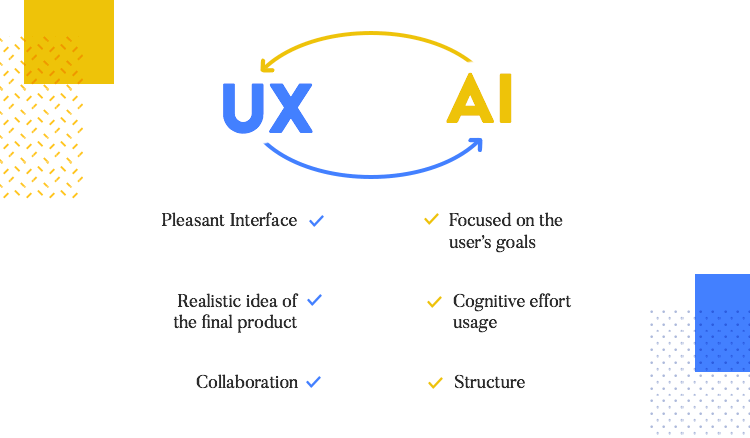 UX
AI
Pleasant Interface
Focused on the
user’s goals
Realistic idea of
the final product
Cognitive effort
usage
Collaboration
Structure